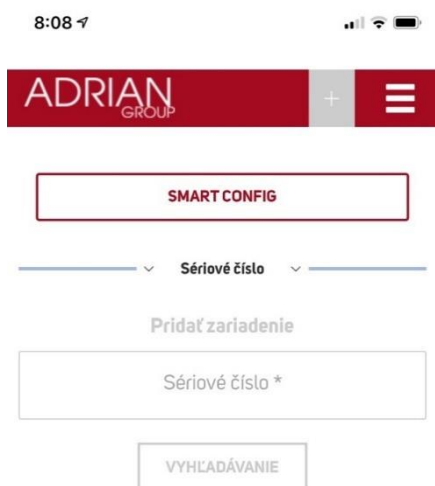 8:08
ADRIAN
GROUP
+
SMART CONFIG
Sériové číslo
Pridať zariadenie
Sériové číslo *
VYHĽADÁVANIE